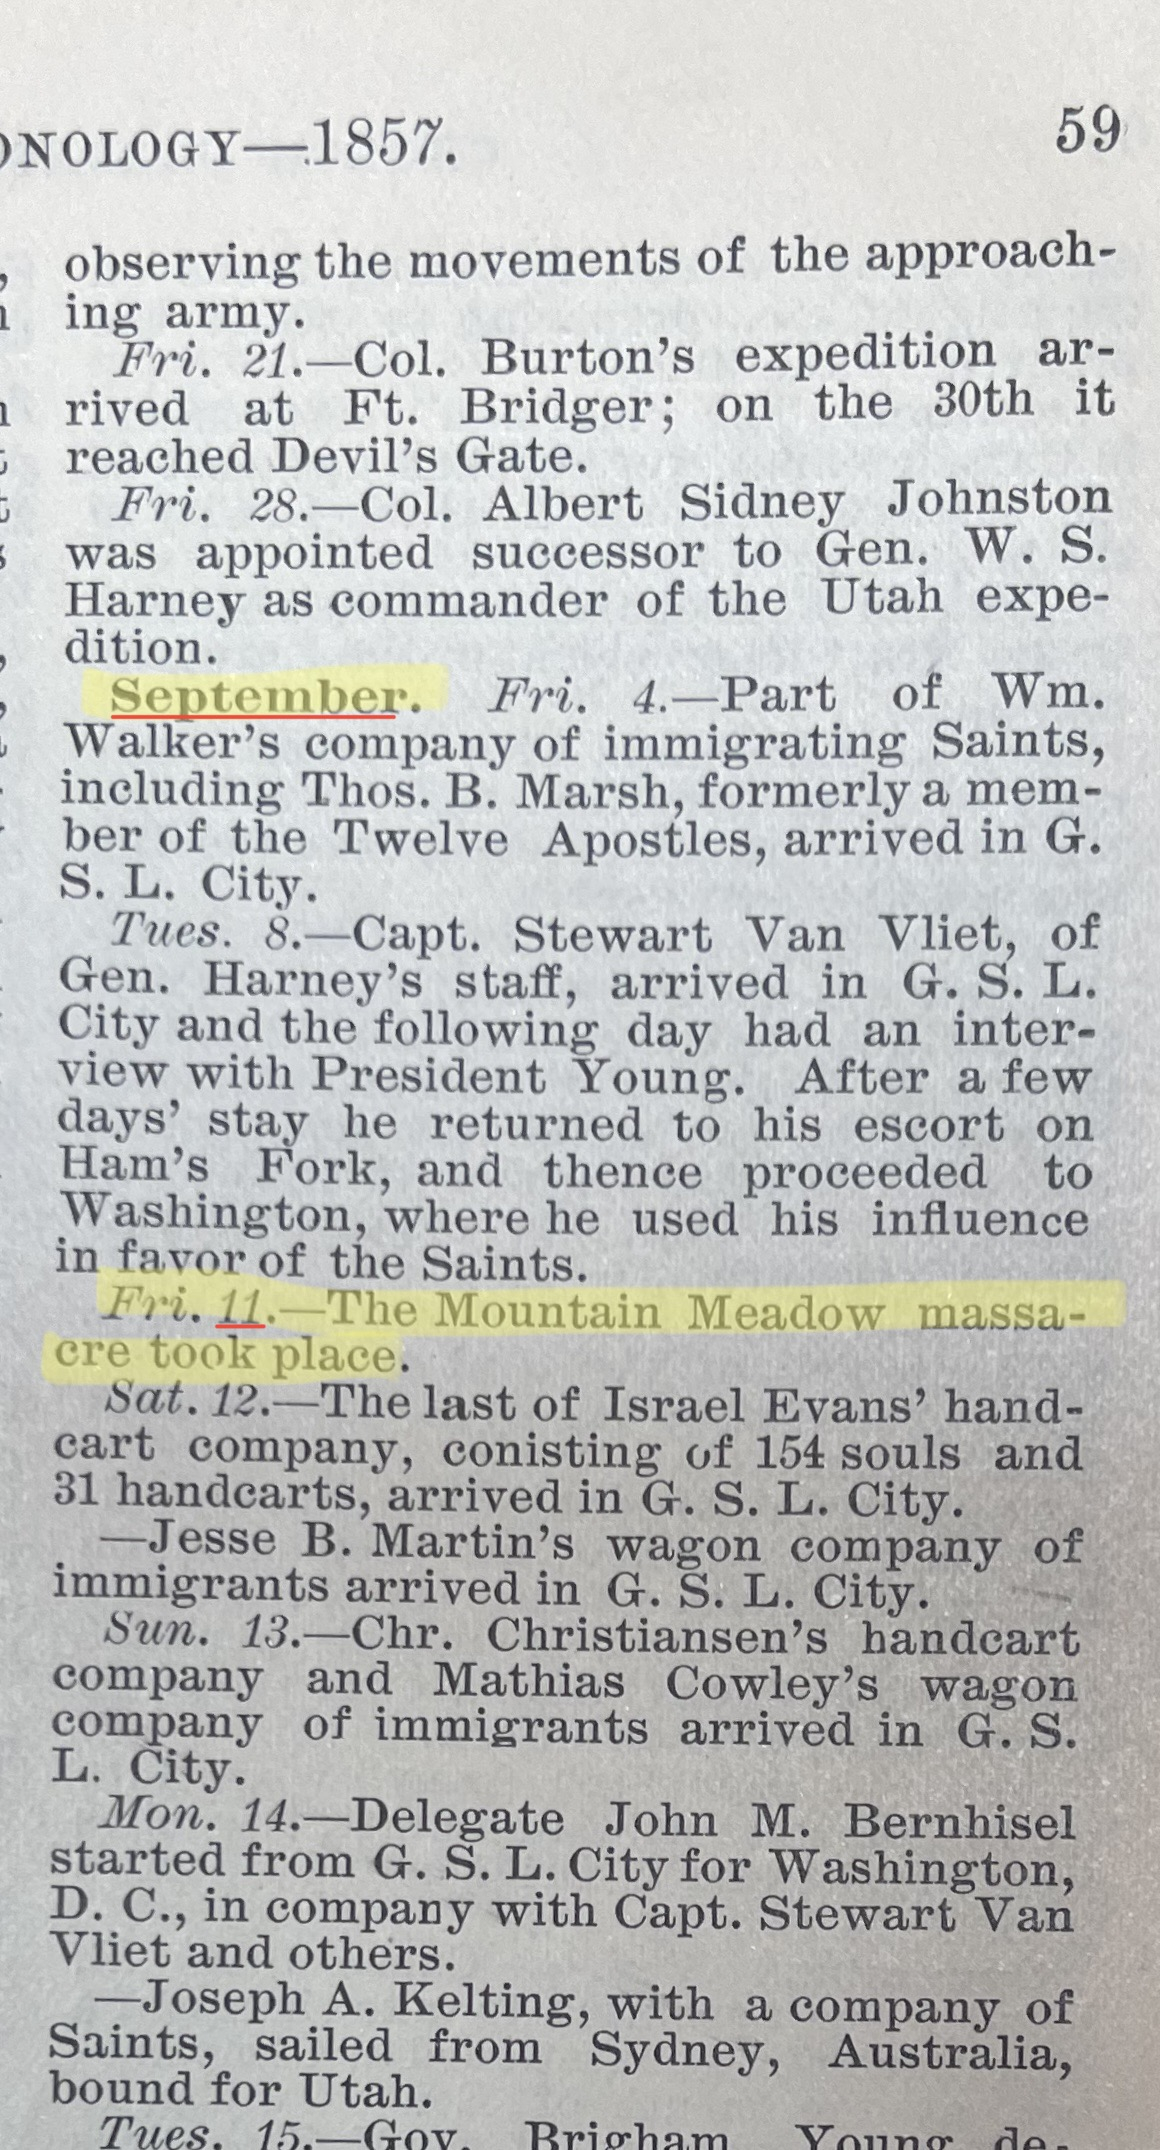 ONOLOGY—1857.
59
observing the movements of the approach-
ing army.
Fri. 21.—Col. Burton's expedition ar-
rived at Ft. Bridger; on the 30th it
reached Devil's Gate.
Fri. 28.—Col. Albert Sidney Johnston
was appointed successor to Gen. W. S.
Harney as commander of the Utah expe-
dition.
September. Fri. 4.—Part of Wm.
Walker's company of immigrating Saints,
including Thos. B. Marsh, formerly a mem-
ber of the Twelve Apostles, arrived in G.
S. L. City.
Tues. 8.—Capt. Stewart Van Vliet, of
Gen. Harney's staff, arrived in G. S. L.
City and the following day had an inter-
view with President Young. After a few
days' stay he returned to his escort on
Ham's Fork, and thence proceeded to
Washington, where he used his influence
in favor of the Saints.
Fri. 11.—The Mountain Meadow massa-
cre took place.
Sat. 12.—The last of Israel Evans' hand-
cart company, conisting of 154 souls and
31 handcarts, arrived in G. S. L. City.
—Jesse B. Martin's wagon company of
immigrants arrived in G. S. L. City.
Sun. 13.—Chr. Christiansen's handcart
company and Mathias Cowley's wagon
company of immigrants arrived in G. S.
L. City.
Mon. 14.—Delegate John M. Bernhisel
started from G. S. L. City for Washington,
D. C., in company with Capt. Stewart Van
Vliet and others.
—Joseph A. Kelting, with a company of
Saints, sailed from Sydney, Australia,
bound for Utah.
Tues. 15.—Gov. Brigham Young de-